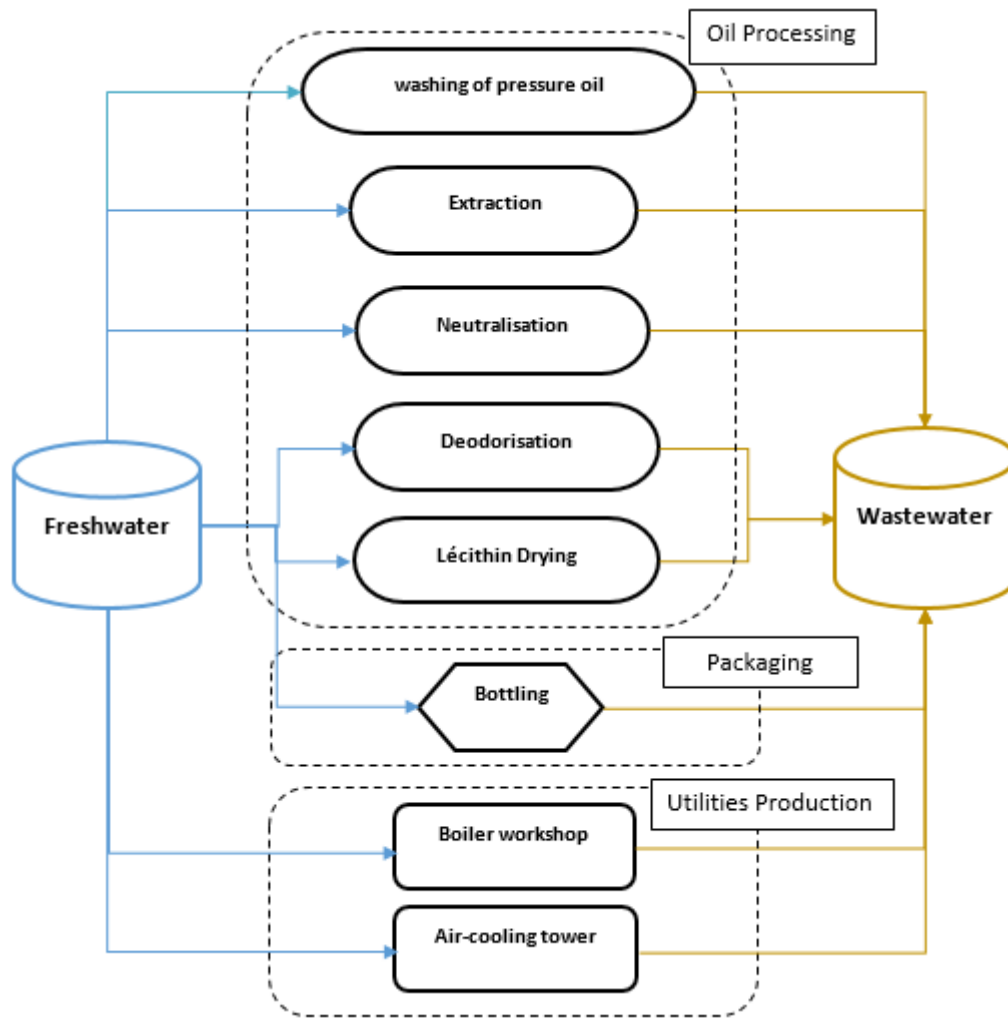 Oil Processing
washing of pressure oil
Extraction
Neutralisation
Deodorisation
Freshwater
Wastewater
Lécithin Drying
Packaging
Bottling
Utilities Production
Boiler workshop
Air-cooling tower